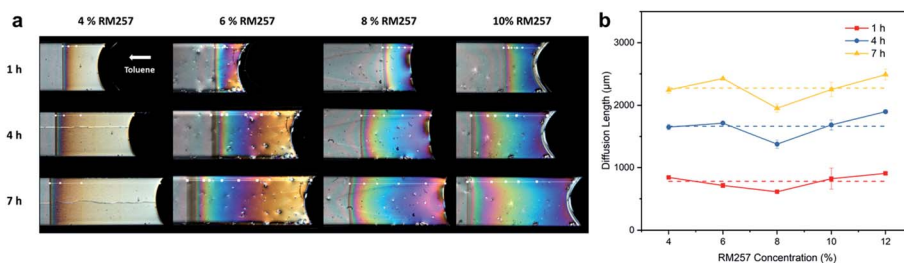 a
4 % RM257
6 % RM257
8 % RM257
10% RM257
1 h
Toluene
4 h
7 h
b
1 h
4 h
7 h
3000
2000
1000
0
Diffusion Length (µm)
4
6
8
10
12
RM257 Concentration (%)